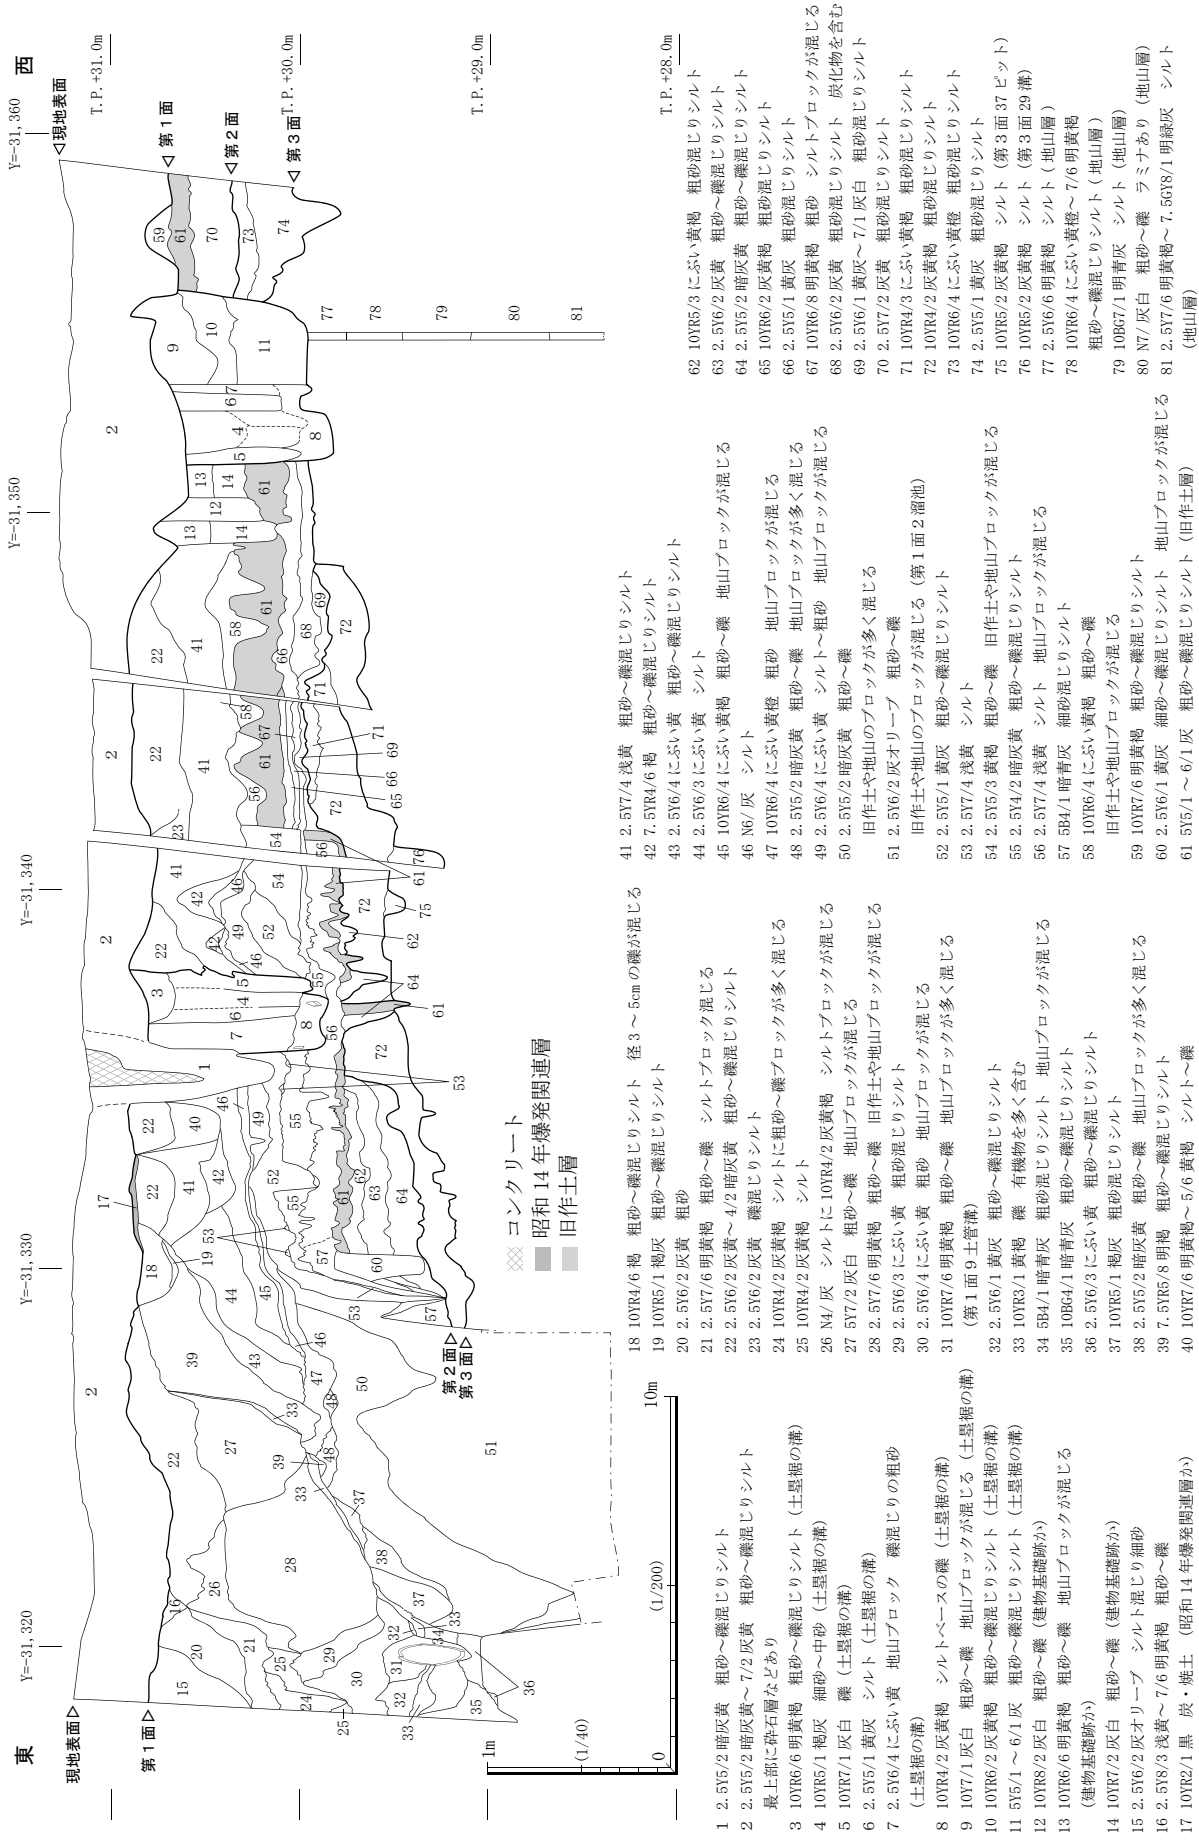 東
西
Y=-31,320
Y=-31,330
Y=-31,340
Y=-31,350
Y=-31,360
現地表面▷
第1面▷
第2面▷
第3面▷
◁現地表面
◁第1面
◁第2面
◁第3面
T.P.+31.0m
T.P.+30.0m
T.P.+29.0m
T.P.+28.0m
コンクリート
昭和14年爆発関連層
旧作土層
1m
(1/40)
0
(1/200)
10m
1 2.5Y5/2 暗灰黄 粗砂～礫混じりシルト
2 2.5Y5/2 暗灰黄～7/2 灰黄 粗砂～礫混じりシルト
最上部に砕石層などあり
3 10YR6/6 明黄褐 粗砂～礫混じりシルト（土塁裾の溝）
4 10YR5/1 褐灰 細砂～中砂（土塁裾の溝）
5 10YR7/1 灰白 礫（土塁裾の溝）
6 2.5Y5/1 黄灰 シルト（土塁裾の溝）
7 2.5Y6/4 にぶい黄 地山ブロック 礫混じりの粗砂
（土塁裾の溝）
8 10YR4/2 灰黄褐 シルトベースの礫（土塁裾の溝）
9 10Y7/1 灰白 粗砂～礫 地山ブロックが混じる（土塁裾の溝）
10 10YR6/2 灰黄褐 粗砂～礫混じりシルト（土塁裾の溝）
11 5Y5/1～6/1 灰 粗砂～礫混じりシルト（土塁裾の溝）
12 10YR8/2 灰白 粗砂～礫（建物基礎跡か）
13 10YR6/6 明黄褐 粗砂～礫 地山ブロックが混じる
（建物基礎跡か）
14 10YR7/2 灰白 粗砂～礫（建物基礎跡か）
15 2.5Y6/2 灰オリーブ シルト混じり細砂
16 2.5Y8/3 浅黄～7/6 明黄褐 粗砂～礫
17 10YR2/1 黒 炭・焼土（昭和14年爆発関連層か）
18 10YR4/6 褐 粗砂～礫混じりシルト 径3～5cmの礫が混じる
19 10YR5/1 褐灰 粗砂～礫混じりシルト
20 2.5Y6/2 灰黄 粗砂
21 2.5Y7/6 明黄褐 粗砂～礫 シルトブロック混じる
22 2.5Y6/2 灰黄～4/2 暗灰黄 粗砂～礫混じりシルト
23 2.5Y6/2 灰黄 礫混じりシルト
24 10YR4/2 灰黄褐 シルトに粗砂～礫ブロックが多く混じる
25 10YR4/2 灰黄褐 シルト
26 N4/ 灰 シルトに10YR4/2 灰黄褐 シルトブロックが混じる
27 5Y7/2 灰白 粗砂～礫 地山ブロックが混じる
28 2.5Y7/6 明黄褐 粗砂～礫 旧作土や地山ブロックが混じる
29 2.5Y6/3 にぶい黄 粗砂混じりシルト
30 2.5Y6/4 にぶい黄 粗砂 地山ブロックが混じる
31 10YR7/6 明黄褐 粗砂～礫 地山ブロックが多く混じる
（第1面9土管溝）
32 2.5Y6/1 黄灰 粗砂～礫混じりシルト
33 10YR3/1 黄褐 礫 有機物を多く含む
34 5B4/1 暗青灰 粗砂混じりシルト 地山ブロックが混じる
35 10BG4/1 暗青灰 粗砂～礫混じりシルト
36 2.5Y6/3 にぶい黄 粗砂～礫混じりシルト
37 10YR5/1 褐灰 粗砂混じりシルト
38 2.5Y5/2 暗灰黄 粗砂～礫 地山ブロックが多く混じる
39 7.5YR5/8 明褐 粗砂～礫混じりシルト
40 10YR7/6 明黄褐～5/6 黄褐 シルト～礫
41 2.5Y7/4 浅黄 粗砂～礫混じりシルト
42 7.5YR4/6 褐 粗砂～礫混じりシルト
43 2.5Y6/4 にぶい黄 粗砂～礫混じりシルト
44 2.5Y6/3 にぶい黄 シルト
45 10YR6/4 にぶい黄褐 粗砂～礫 地山ブロックが混じる
46 N6/ 灰 シルト
47 10YR6/4 にぶい黄橙 粗砂 地山ブロックが混じる
48 2.5Y5/2 暗灰黄 粗砂～礫 地山ブロックが多く混じる
49 2.5Y6/4 にぶい黄 シルト～粗砂 地山ブロックが混じる
50 2.5Y5/2 暗灰黄 粗砂～礫
旧作土や地山のブロックが多く混じる
51 2.5Y6/2 灰オリーブ 粗砂～礫
旧作土や地山のブロックが混じる（第1面2溜池）
52 2.5Y5/1 黄灰 粗砂～礫混じりシルト
53 2.5Y7/4 浅黄 シルト
54 2.5Y5/3 黄褐 粗砂～礫 旧作土や地山ブロックが混じる
55 2.5Y4/2 暗灰黄 粗砂～礫混じりシルト
56 2.5Y7/4 浅黄 シルト 地山ブロックが混じる
57 5B4/1 暗青灰 細砂混じりシルト
58 10YR6/4 にぶい黄褐 粗砂～礫
旧作土や地山ブロックが混じる
59 10YR7/6 明黄褐 粗砂～礫混じりシルト
60 2.5Y6/1 黄灰 細砂～礫混じりシルト 地山ブロックが混じる
61 5Y5/1～6/1 灰 粗砂～礫混じりシルト（旧作土層）
62 10YR5/3 にぶい黄褐 粗砂混じりシルト
63 2.5Y6/2 灰黄 粗砂～礫混じりシルト
64 2.5Y5/2 暗灰黄 粗砂～礫混じりシルト
65 10YR6/2 灰黄褐 粗砂混じりシルト
66 2.5Y5/1 黄灰 粗砂混じりシルト
67 10YR6/8 明黄褐 粗砂 シルトブロックが混じる
68 2.5Y6/2 灰黄 粗砂混じりシルト 炭化物を含む
69 2.5Y6/1 黄灰～7/1 灰白 粗砂混じりシルト
70 2.5Y7/2 灰黄 粗砂混じりシルト
71 10YR4/3 にぶい黄褐 粗砂混じりシルト
72 10YR4/2 灰黄褐 粗砂混じりシルト
73 10YR6/4 にぶい黄橙 粗砂混じりシルト
74 2.5Y5/1 黄灰 粗砂混じりシルト
75 10YR5/2 灰黄褐 シルト（第3面37ピット）
76 10YR5/2 灰黄褐 シルト（第3面29溝）
77 2.5Y6/6 明黄褐 シルト（地山層）
78 10YR6/4 にぶい黄橙～7/6 明黄褐
粗砂～礫混じりシルト（地山層）
79 10BG7/1 明青灰 シルト（地山層）
80 N7/ 灰白 粗砂～礫 ラミナあり（地山層）
81 2.5Y7/6 明黄褐～7.5GY8/1 明緑灰 シルト
（地山層）